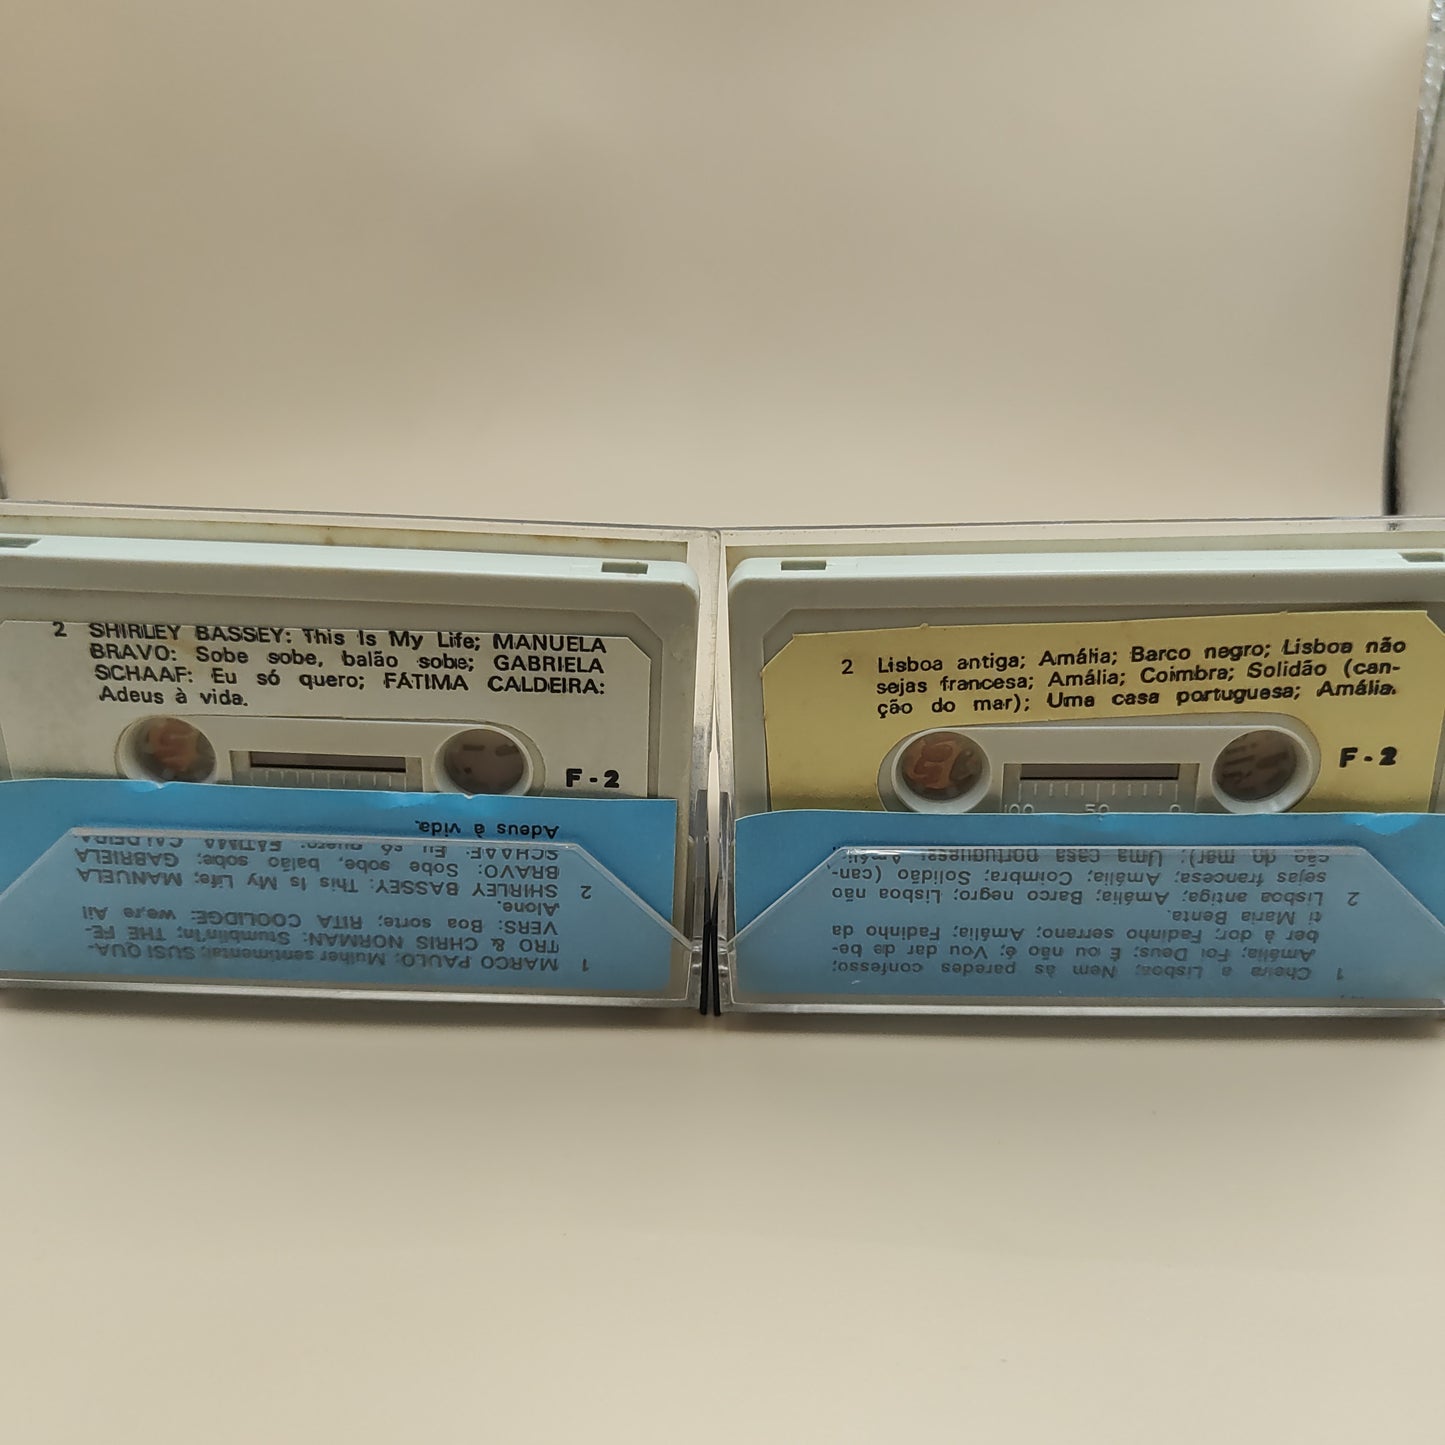 2 SHIRLEY BASSEY: This Is My Life; MANUELA
BRAVO: Sobe sobe, balão sobe; GABRIELA
SCHAAF: Eu só quero; FÁTIMA CALDEIRA:
Adeus à vida.
F - 2
1 MARCO PAULO; Mulher sentimental; SUSI QUA-
TRO & CHRIS NORMAN: Stumblin'In; THE FE-
VERS: Boa sorte; RITA COOLIDGE: we,re All
Alone.
2 SHIRLEY BASSEY: This Is My Life; MANUELA
BRAVO: Sobe sobe, balão sobe; GABRIELA
SCHAAF: Eu só quero; FÁTIMA CALDEIRA:
Adeus à vida.
2 Lisboa antiga; Amália; Barco negro; Lisboa não
sejas francesa; Amália; Coimbra; Solidão (can-
ção do mar); Uma casa portuguesa; Amália.
F - 2
100 50 0
1 Cheira a Lisboa; Nem às paredes confesso;
Amália; Foi Deus; É ou não é; Vou dar de be-
ber à dor; Fadinho serrano; Amália; Fadinho da
ti Maria Benta.
2 Lisboa antiga; Amália; Barco negro; Lisboa não
sejas francesa; Amália; Coimbra; Solidão (can-
ção do mar); Uma casa portuguesa; Amáli